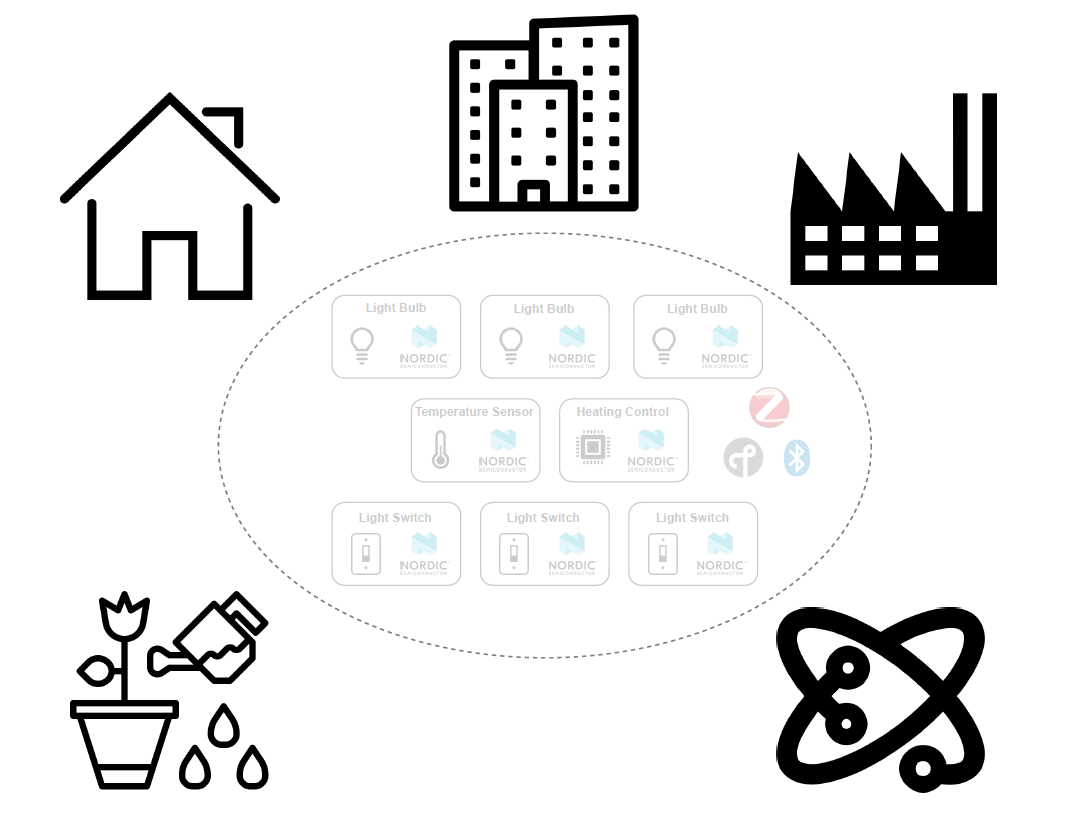 Light Bulb
NORDIC
SEMICONDUCTOR
Light Bulb
NORDIC
SEMICONDUCTOR
Light Bulb
NORDIC
SEMICONDUCTOR
Temperature Sensor
NORDIC
SEMICONDUCTOR
Heating Control
NORDIC
SEMICONDUCTOR
Light Switch
NORDIC
SEMICONDUCTOR
Light Switch
NORDIC
SEMICONDUCTOR
Light Switch
NORDIC
SEMICONDUCTOR